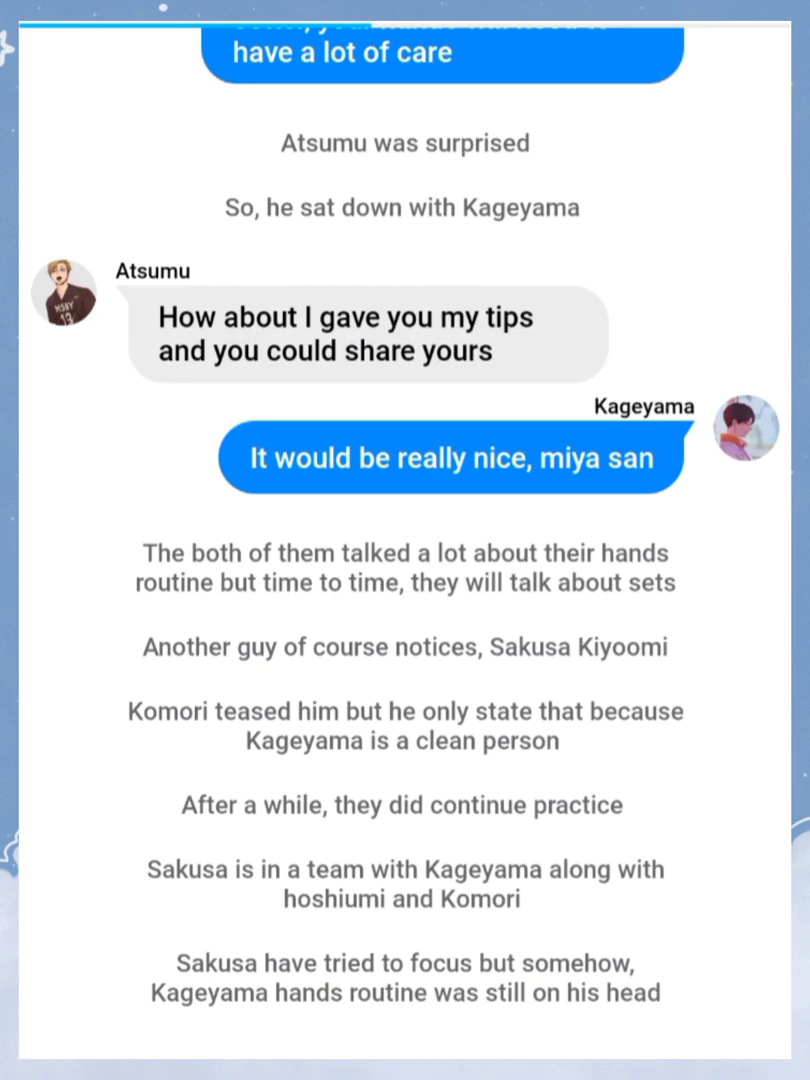 have a lot of care
Atsumu was surprised
So, he sat down with Kageyama
Atsumu
How about I gave you my tips
and you could share yours
Kageyama
It would be really nice, miya san
The both of them talked a lot about their hands
routine but time to time, they will talk about sets
Another guy of course notices, Sakusa Kiyoomi
Komori teased him but he only state that because
Kageyama is a clean person
After a while, they did continue practice
Sakusa is in a team with Kageyama along with
hoshiumi and Komori
Sakusa have tried to focus but somehow,
Kageyama hands routine was still on his head